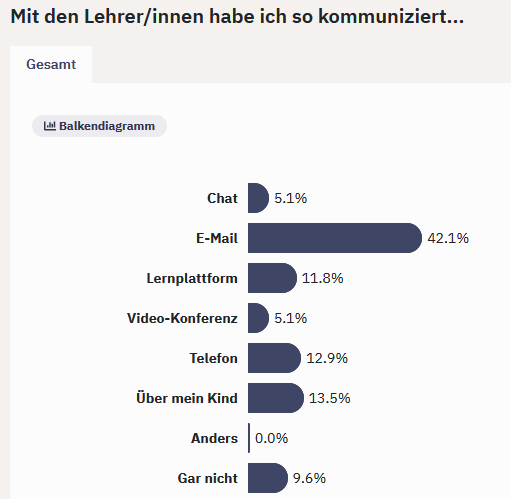 Mit den Lehrer/innen habe ich so kommuniziert...
Gesamt
Balkendiagramm
Chat 5.1%
E-Mail 42.1%
Lernplattform 11.8%
Video-Konferenz 5.1%
Telefon 12.9%
Über mein Kind 13.5%
Anders 0.0%
Gar nicht 9.6%